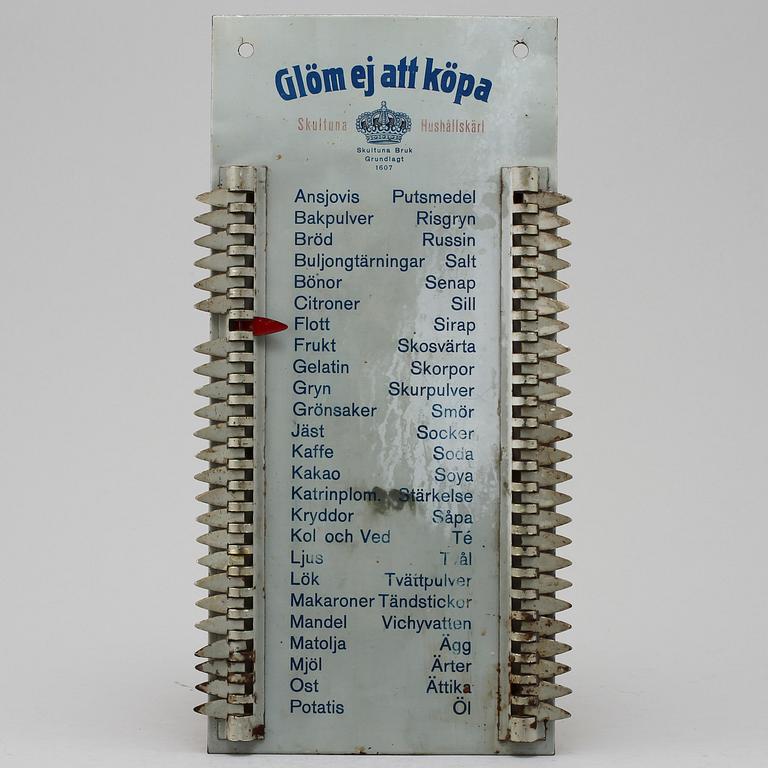 Glöm ej att köpa
Skultuna Hushållskärl
Skultuna Bruk
Grundlagt
1607
Ansjovis Putsmedel
Bakpulver Risgryn
Bröd Russin
Buljongtärningar Salt
Bönor Senap
Citroner Sill
Flott Sirap
Frukt Skosvärta
Gelatin Skorpor
Gryn Skurpulver
Grönsaker Smör
Jäst Socker
Kaffe Soda
Kakao Soya
Katrinplom. Stärkelse
Kryddor Såpa
Kol och Ved Té
Ljus Tvål
Lök Tvättpulver
Makaroner Tändstickor
Mandel Vichyvatten
Matolja Ägg
Mjöl Ärter
Ost Ättika
Potatis Öl